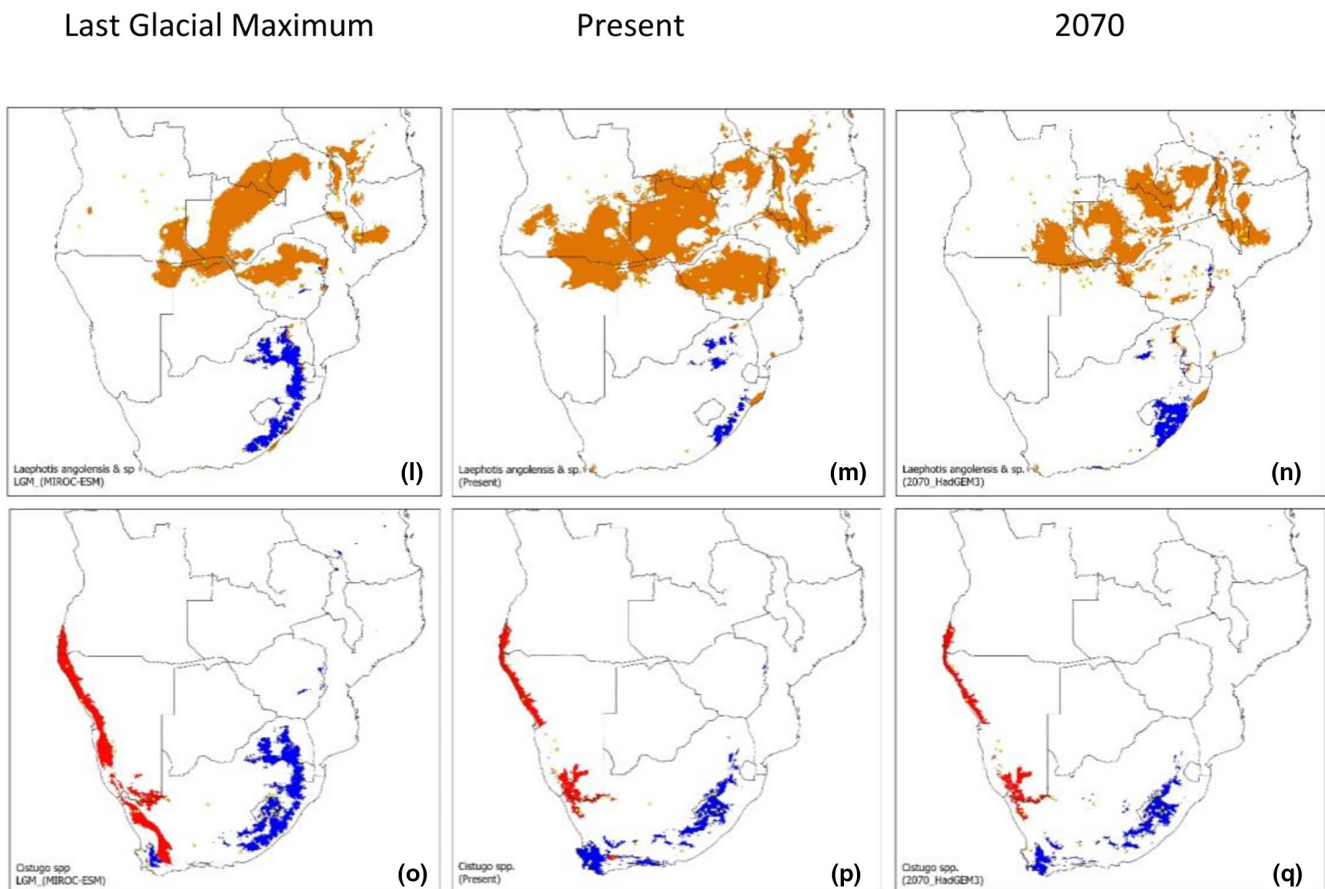 Last Glacial Maximum
Present
2070
Laephotis angolensis & sp.
LGM_(MIROC-ESM)
(l)
Laephotis angolensis & sp.
(Present)
(m)
Laephotis angolensis & sp.
(2070_HadGEM3)
(n)
Cistugo spp
LGM_(MIROC-ESM)
(o)
Cistugo spp.
(Present)
(p)
Cistugo spp.
(2070_HadGEM3)
(q)